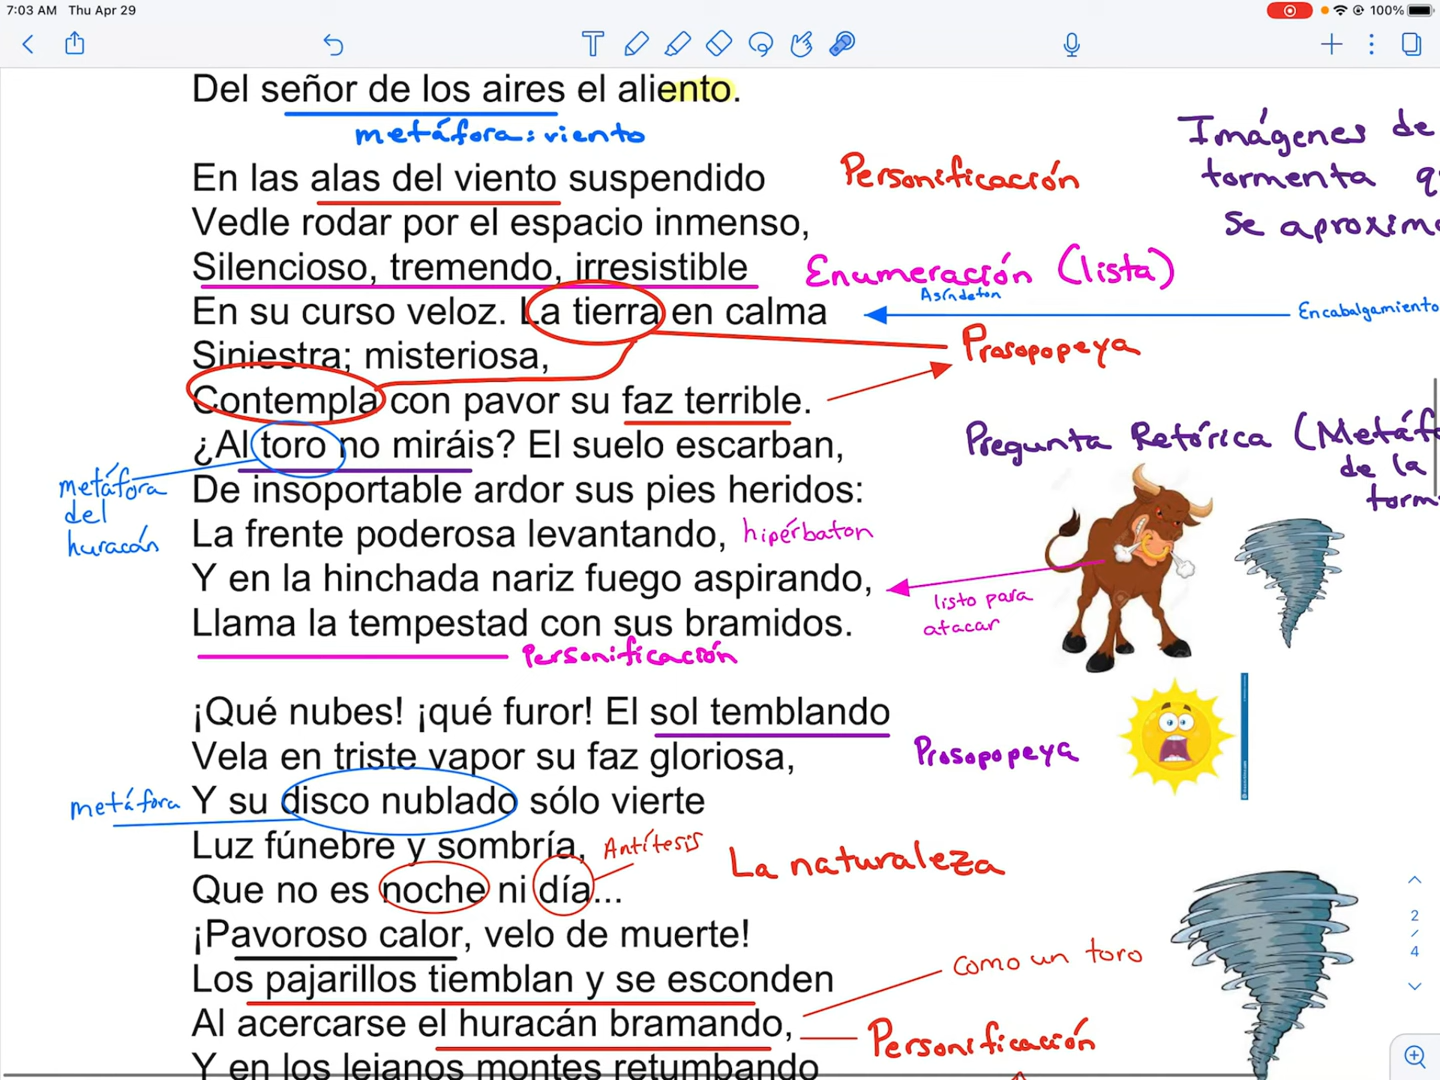 7:03 AM Thu Apr 29
100%
Del señor de los aires el aliento.
metáfora: viento
Imágenes de
tormenta q
se aproxim
En las alas del viento suspendido
Personificación
Vedle rodar por el espacio inmenso,
Silencioso, tremendo, irresistible
Enumeración (lista)
Asíndeton
En su curso veloz. La tierra en calma
Encabalgamiento
Siniestra; misteriosa,
Prosopopeya
Contempla con pavor su faz terrible.
¿Al toro no miráis? El suelo escarban,
Pregunta Retórica (Metáf
de la
torm
metáfora
del
huracán
De insoportable ardor sus pies heridos:
La frente poderosa levantando,
hipérbaton
Y en la hinchada nariz fuego aspirando,
listo para
atacar
Llama la tempestad con sus bramidos.
Personificación
¡Qué nubes! ¡qué furor! El sol temblando
Vela en triste vapor su faz gloriosa,
Prosopopeya
metáfora
Y su disco nublado sólo vierte
Luz fúnebre y sombría,
Antítesis
La naturaleza
Que no es noche ni día...
¡Pavoroso calor, velo de muerte!
Los pajarillos tiemblan y se esconden
como un toro
Al acercarse el huracán bramando,
Personificación
Y en los lejanos montes retumbando
2
/
4